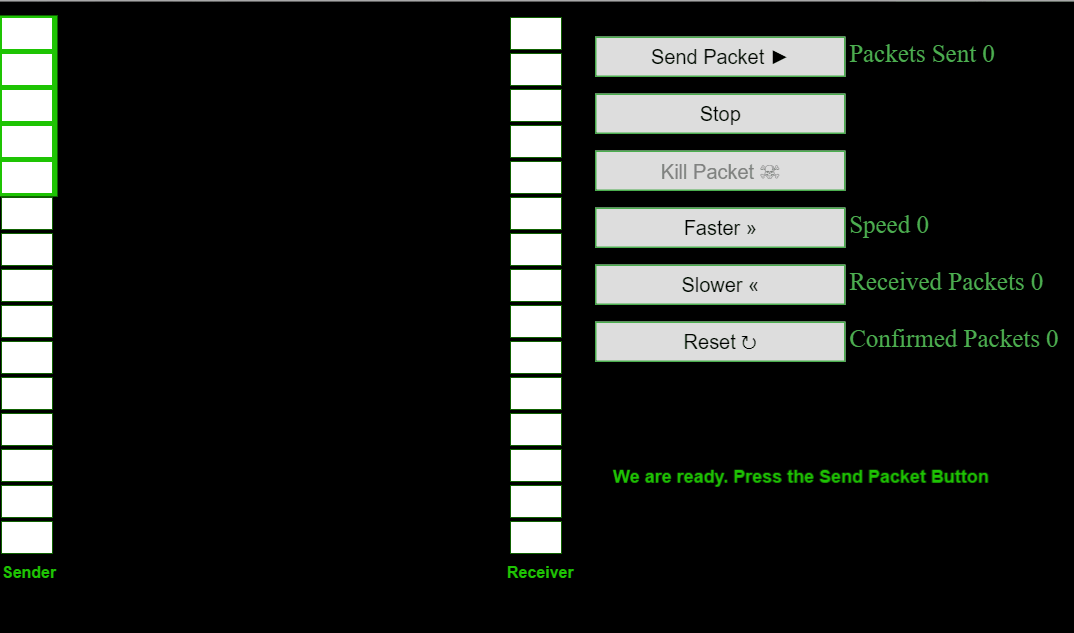 Send Packet ► Packets Sent 0
Stop
Kill Packet ☠
Faster » Speed 0
Slower « Received Packets 0
Reset ↻ Confirmed Packets 0
We are ready. Press the Send Packet Button
Sender Receiver